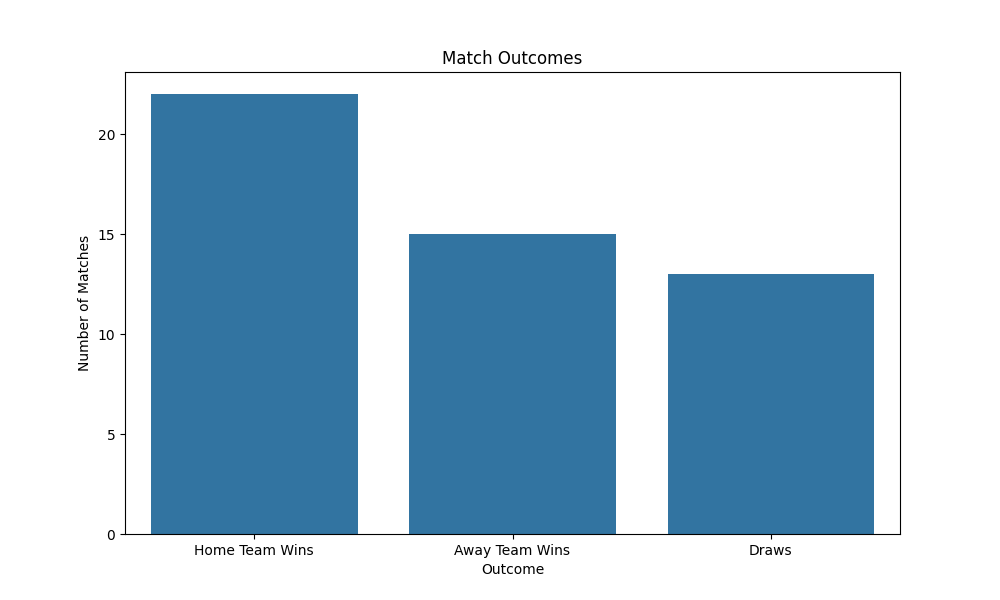 Match Outcomes
Number of Matches
20
15
10
5
0
Home Team Wins
Away Team Wins
Draws
Outcome